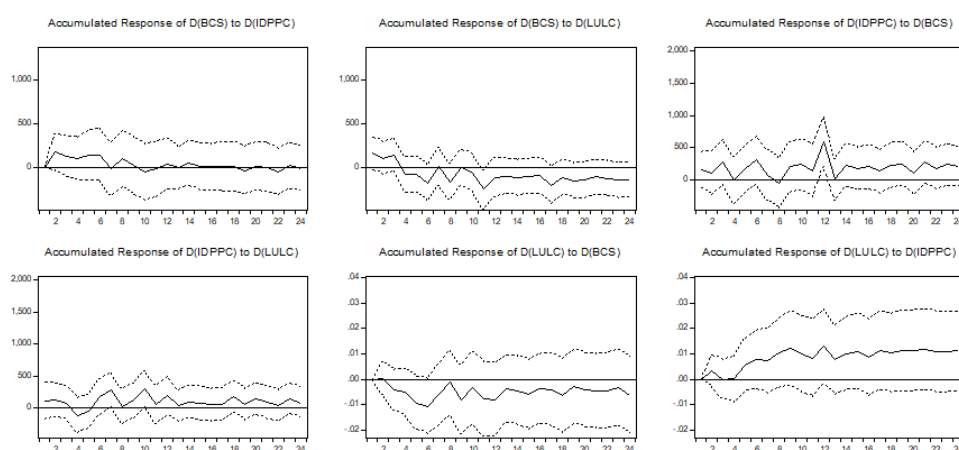 Accumulated Response of D(BCS) to D(IDPPC)
1,000
500
0
2 4 6 8 10 12 14 16 18 20 22 24
Accumulated Response of D(BCS) to D(LULC)
1,000
500
0
2 4 6 8 10 12 14 16 18 20 22 24
Accumulated Response of D(IDPPC) to D(BCS)
2,000
1,500
1,000
500
0
2 4 6 8 10 12 14 16 18 20 22 24
Accumulated Response of D(IDPPC) to D(LULC)
2,000
1,500
1,000
500
0
2 4 6 8 10 12 14 16 18 20 22 24
Accumulated Response of D(LULC) to D(BCS)
.04
.03
.02
.01
.00
-.01
-.02
2 4 6 8 10 12 14 16 18 20 22 24
Accumulated Response of D(LULC) to D(IDPPC)
.04
.03
.02
.01
.00
-.01
-.02
2 4 6 8 10 12 14 16 18 20 22 24